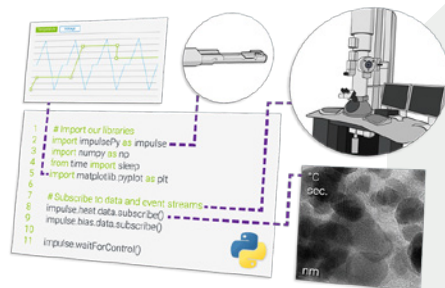 1 # Import our libraries
2 import impulsePy as impulse
3 import numpy as np
4 from time import sleep
5 import matplotlib.pyplot as plt
6
7 # Subscribe to data and event streams
8 impulse.heat.data.subscribe()
9 impulse.bias.data.subscribe()
10
11 impulse.waitForControl()
°C
sec.
nm